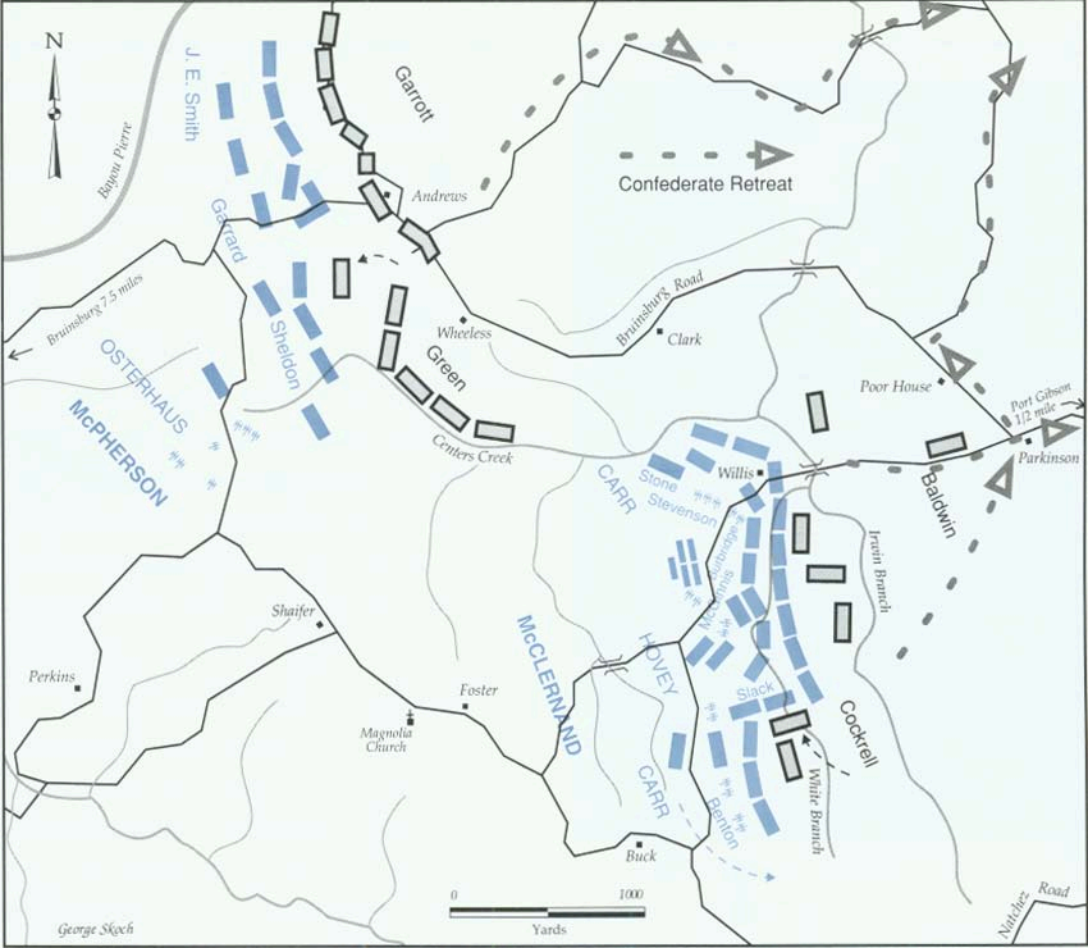 N
J. E. Smith
Garrott
Bayou Pierre
Andrews
Confederate Retreat
Garrard
Bruinsburg 7.5 miles
Sheldon
Wheeless
Bruinsburg Road
Clark
OSTERHAUS
McPHERSON
Green
Poor House
Port Gibson
1/2 mile
Parkinson
Centers Creek
CARR
Stone
Stevenson
Willis
Baldwin
Burbridge
McGinnis
Irwin Branch
Shaifer
McCLERNAND
HOVEY
Perkins
Foster
Magnolia
Church
Slack
Cockrell
CARR
Benton
White Branch
Buck
0
1000
Yards
Natchez Road
George Skoch